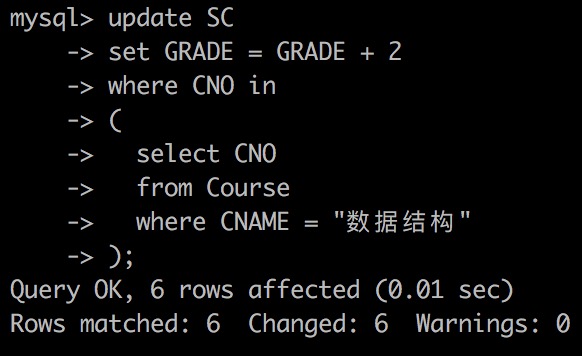 mysql> update SC
    -> set GRADE = GRADE + 2
    -> where CNO in
    -> (
    ->   select CNO
    ->   from Course
    ->   where CNAME = "数据结构"
    -> );
Query OK, 6 rows affected (0.01 sec)
Rows matched: 6  Changed: 6  Warnings: 0